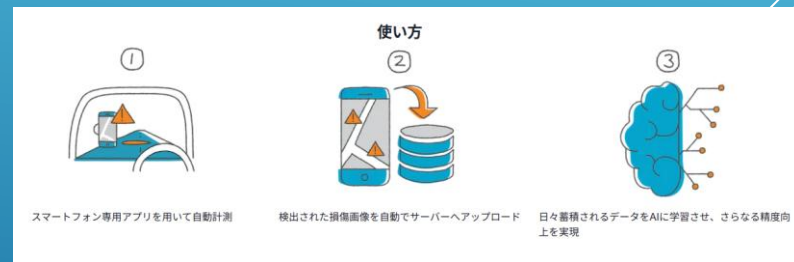 使い方
①
②
③
スマートフォン専用アプリを用いて自動計測
検出された損傷画像を自動でサーバーへアップロード
日々蓄積されるデータをAIに学習させ、さらなる精度向
上を実現